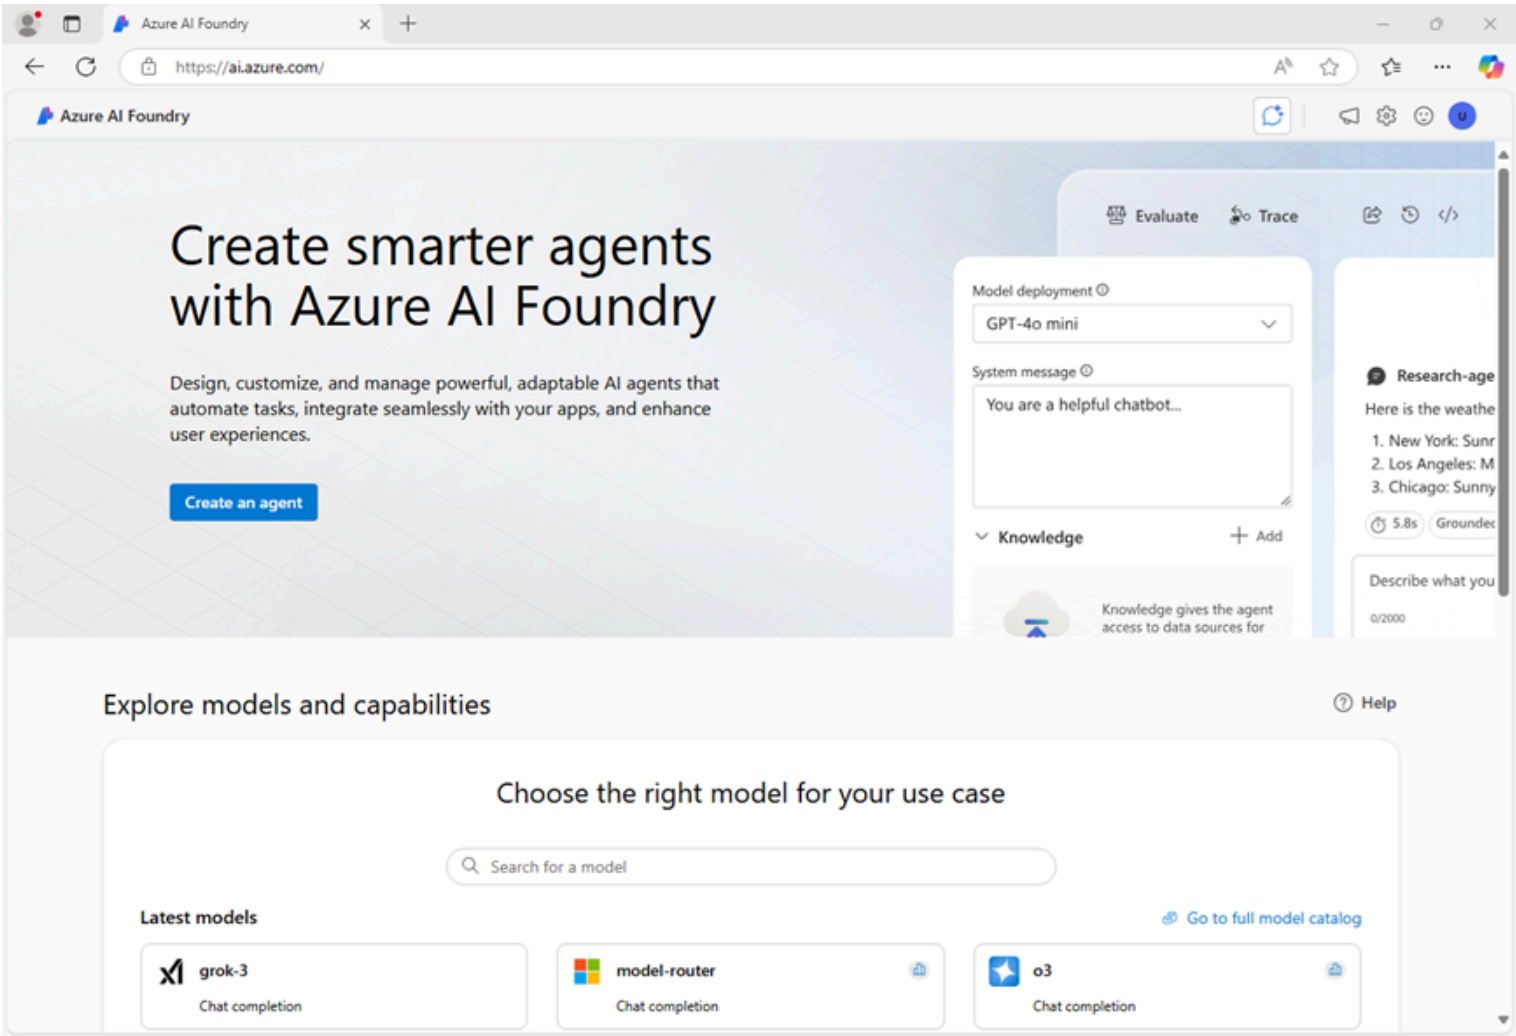 Azure AI Foundry
https://ai.azure.com/
Azure AI Foundry
U
Create smarter agents
with Azure AI Foundry
Design, customize, and manage powerful, adaptable AI agents that
automate tasks, integrate seamlessly with your apps, and enhance
user experiences.
Create an agent
Evaluate
Trace
Model deployment
GPT-4o mini
System message
You are a helpful chatbot...
Knowledge
Add
Knowledge gives the agent
access to data sources for
Research-age
Here is the weathe
1. New York: Sunr
2. Los Angeles: M
3. Chicago: Sunny
5.8s
Grounded
Describe what you
0/2000
Explore models and capabilities
Help
Choose the right model for your use case
Search for a model
Latest models
Go to full model catalog
grok-3
Chat completion
model-router
Chat completion
o3
Chat completion